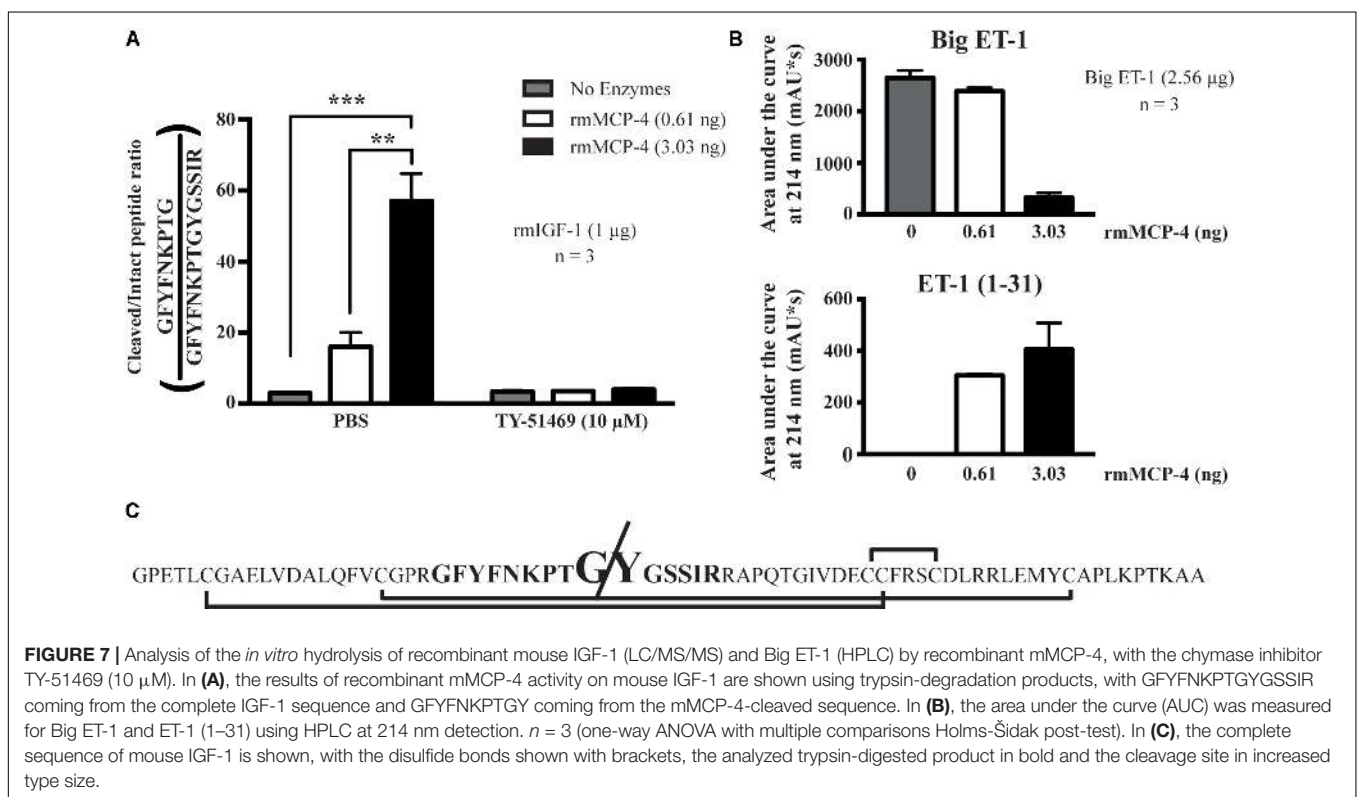 A
Cleaved/Intact peptide ratio
GFYFNKPTG
GFYFNKPTGYGSSIR
80
60
40
20
0
***
**
No Enzymes
rmMCP-4 (0.61 ng)
rmMCP-4 (3.03 ng)
rmIGF-1 (1 µg)
n = 3
PBS
TY-51469 (10 µM)
B
Big ET-1
Area under the curve
at 214 nm (mAU*s)
3000
2000
1000
0
Big ET-1 (2.56 µg)
n = 3
0 0.61 3.03 rmMCP-4 (ng)
ET-1 (1-31)
Area under the curve
at 214 nm (mAU*s)
600
400
200
0
0 0.61 3.03 rmMCP-4 (ng)
C
GPETLCGAELVDALQFVCGPRGFYFNKPTG/YGSSIRRAPQTGIVDECCFRSCDLRRLEMYCAPLKPTKAA
FIGURE 7 | Analysis of the in vitro hydrolysis of recombinant mouse IGF-1 (LC/MS/MS) and Big ET-1 (HPLC) by recombinant mMCP-4, with the chymase inhibitor
TY-51469 (10 µM). In (A), the results of recombinant mMCP-4 activity on mouse IGF-1 are shown using trypsin-degradation products, with GFYFNKPTGYGSSIR
coming from the complete IGF-1 sequence and GFYFNKPTGY coming from the mMCP-4-cleaved sequence. In (B), the area under the curve (AUC) was measured
for Big ET-1 and ET-1 (1–31) using HPLC at 214 nm detection. n = 3 (one-way ANOVA with multiple comparisons Holms-Šidak post-test). In (C), the complete
sequence of mouse IGF-1 is shown, with the disulfide bonds shown with brackets, the analyzed trypsin-digested product in bold and the cleavage site in increased
type size.